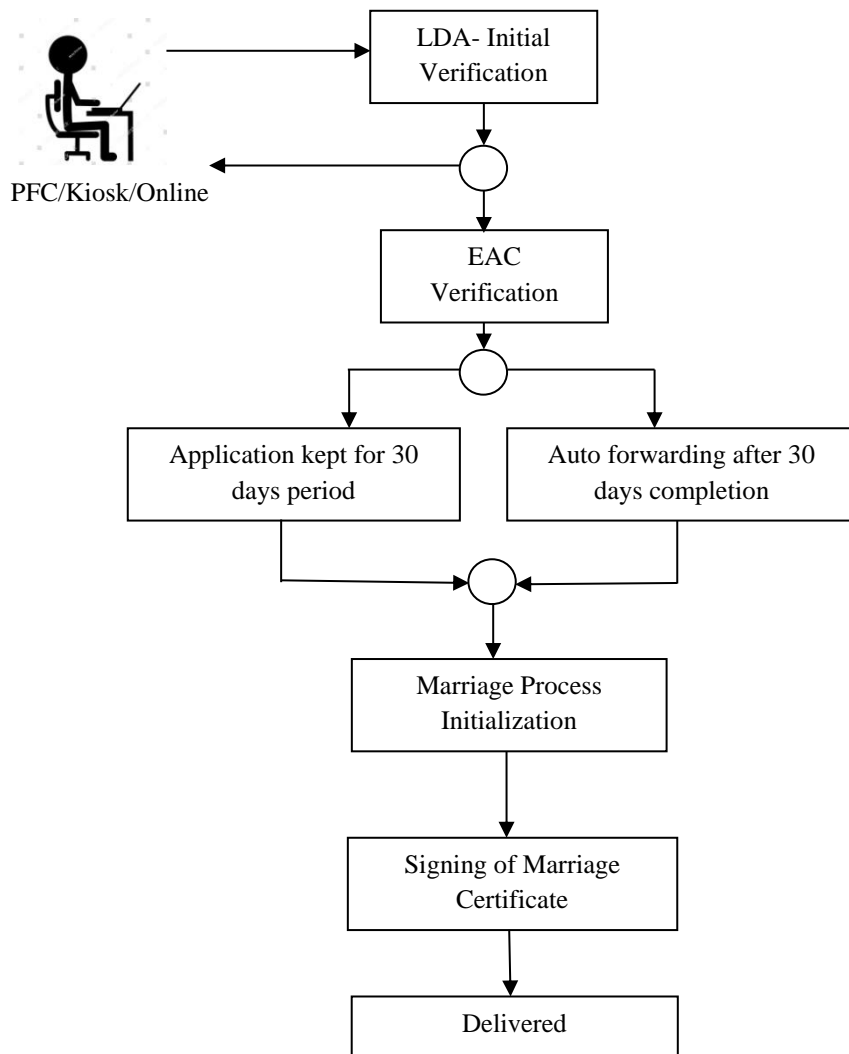 LDA- Initial
Verification
PFC/Kiosk/Online
EAC
Verification
Application kept for 30
days period
Auto forwarding after 30
days completion
Marriage Process
Initialization
Signing of Marriage
Certificate
Delivered